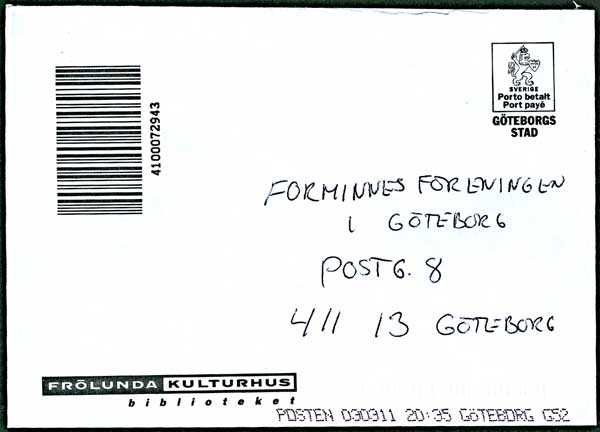 4100072943
SVERIGE
Porto betalt
Port payé
GÖTEBORGS
STAD
FORMINNES FÖRENINGEN
I GÖTEBORG
POSTG. 8
411 13 GÖTEBORG
FRÖLUNDA KULTURHUS
biblioteket
POSTEN 030311 20:35 GÖTEBORG G52